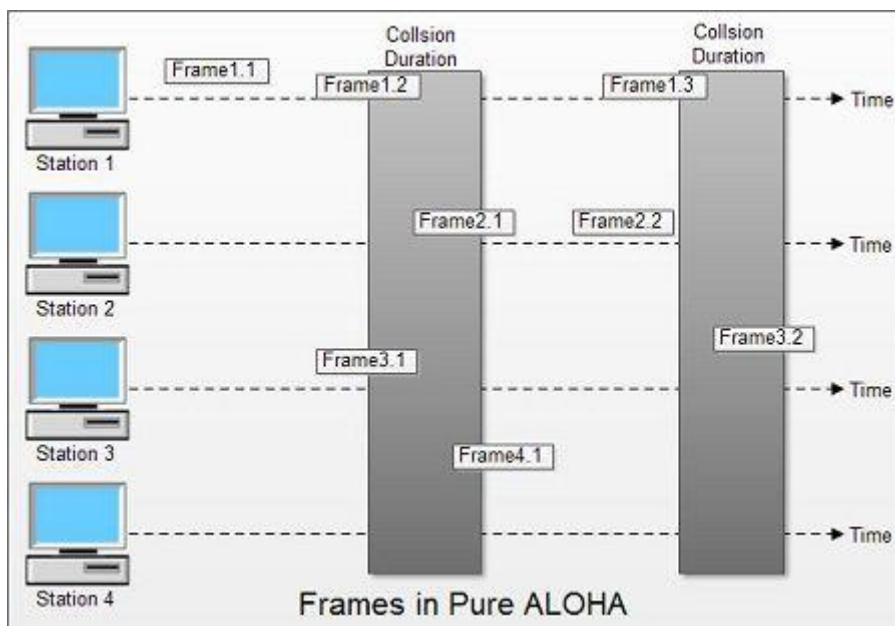 Collsion
Duration
Collsion
Duration
Frame1.1
Frame1.2
Frame1.3
Time
Station 1
Frame2.1
Frame2.2
Time
Station 2
Frame3.1
Frame3.2
Time
Station 3
Frame4.1
Time
Station 4
Frames in Pure ALOHA